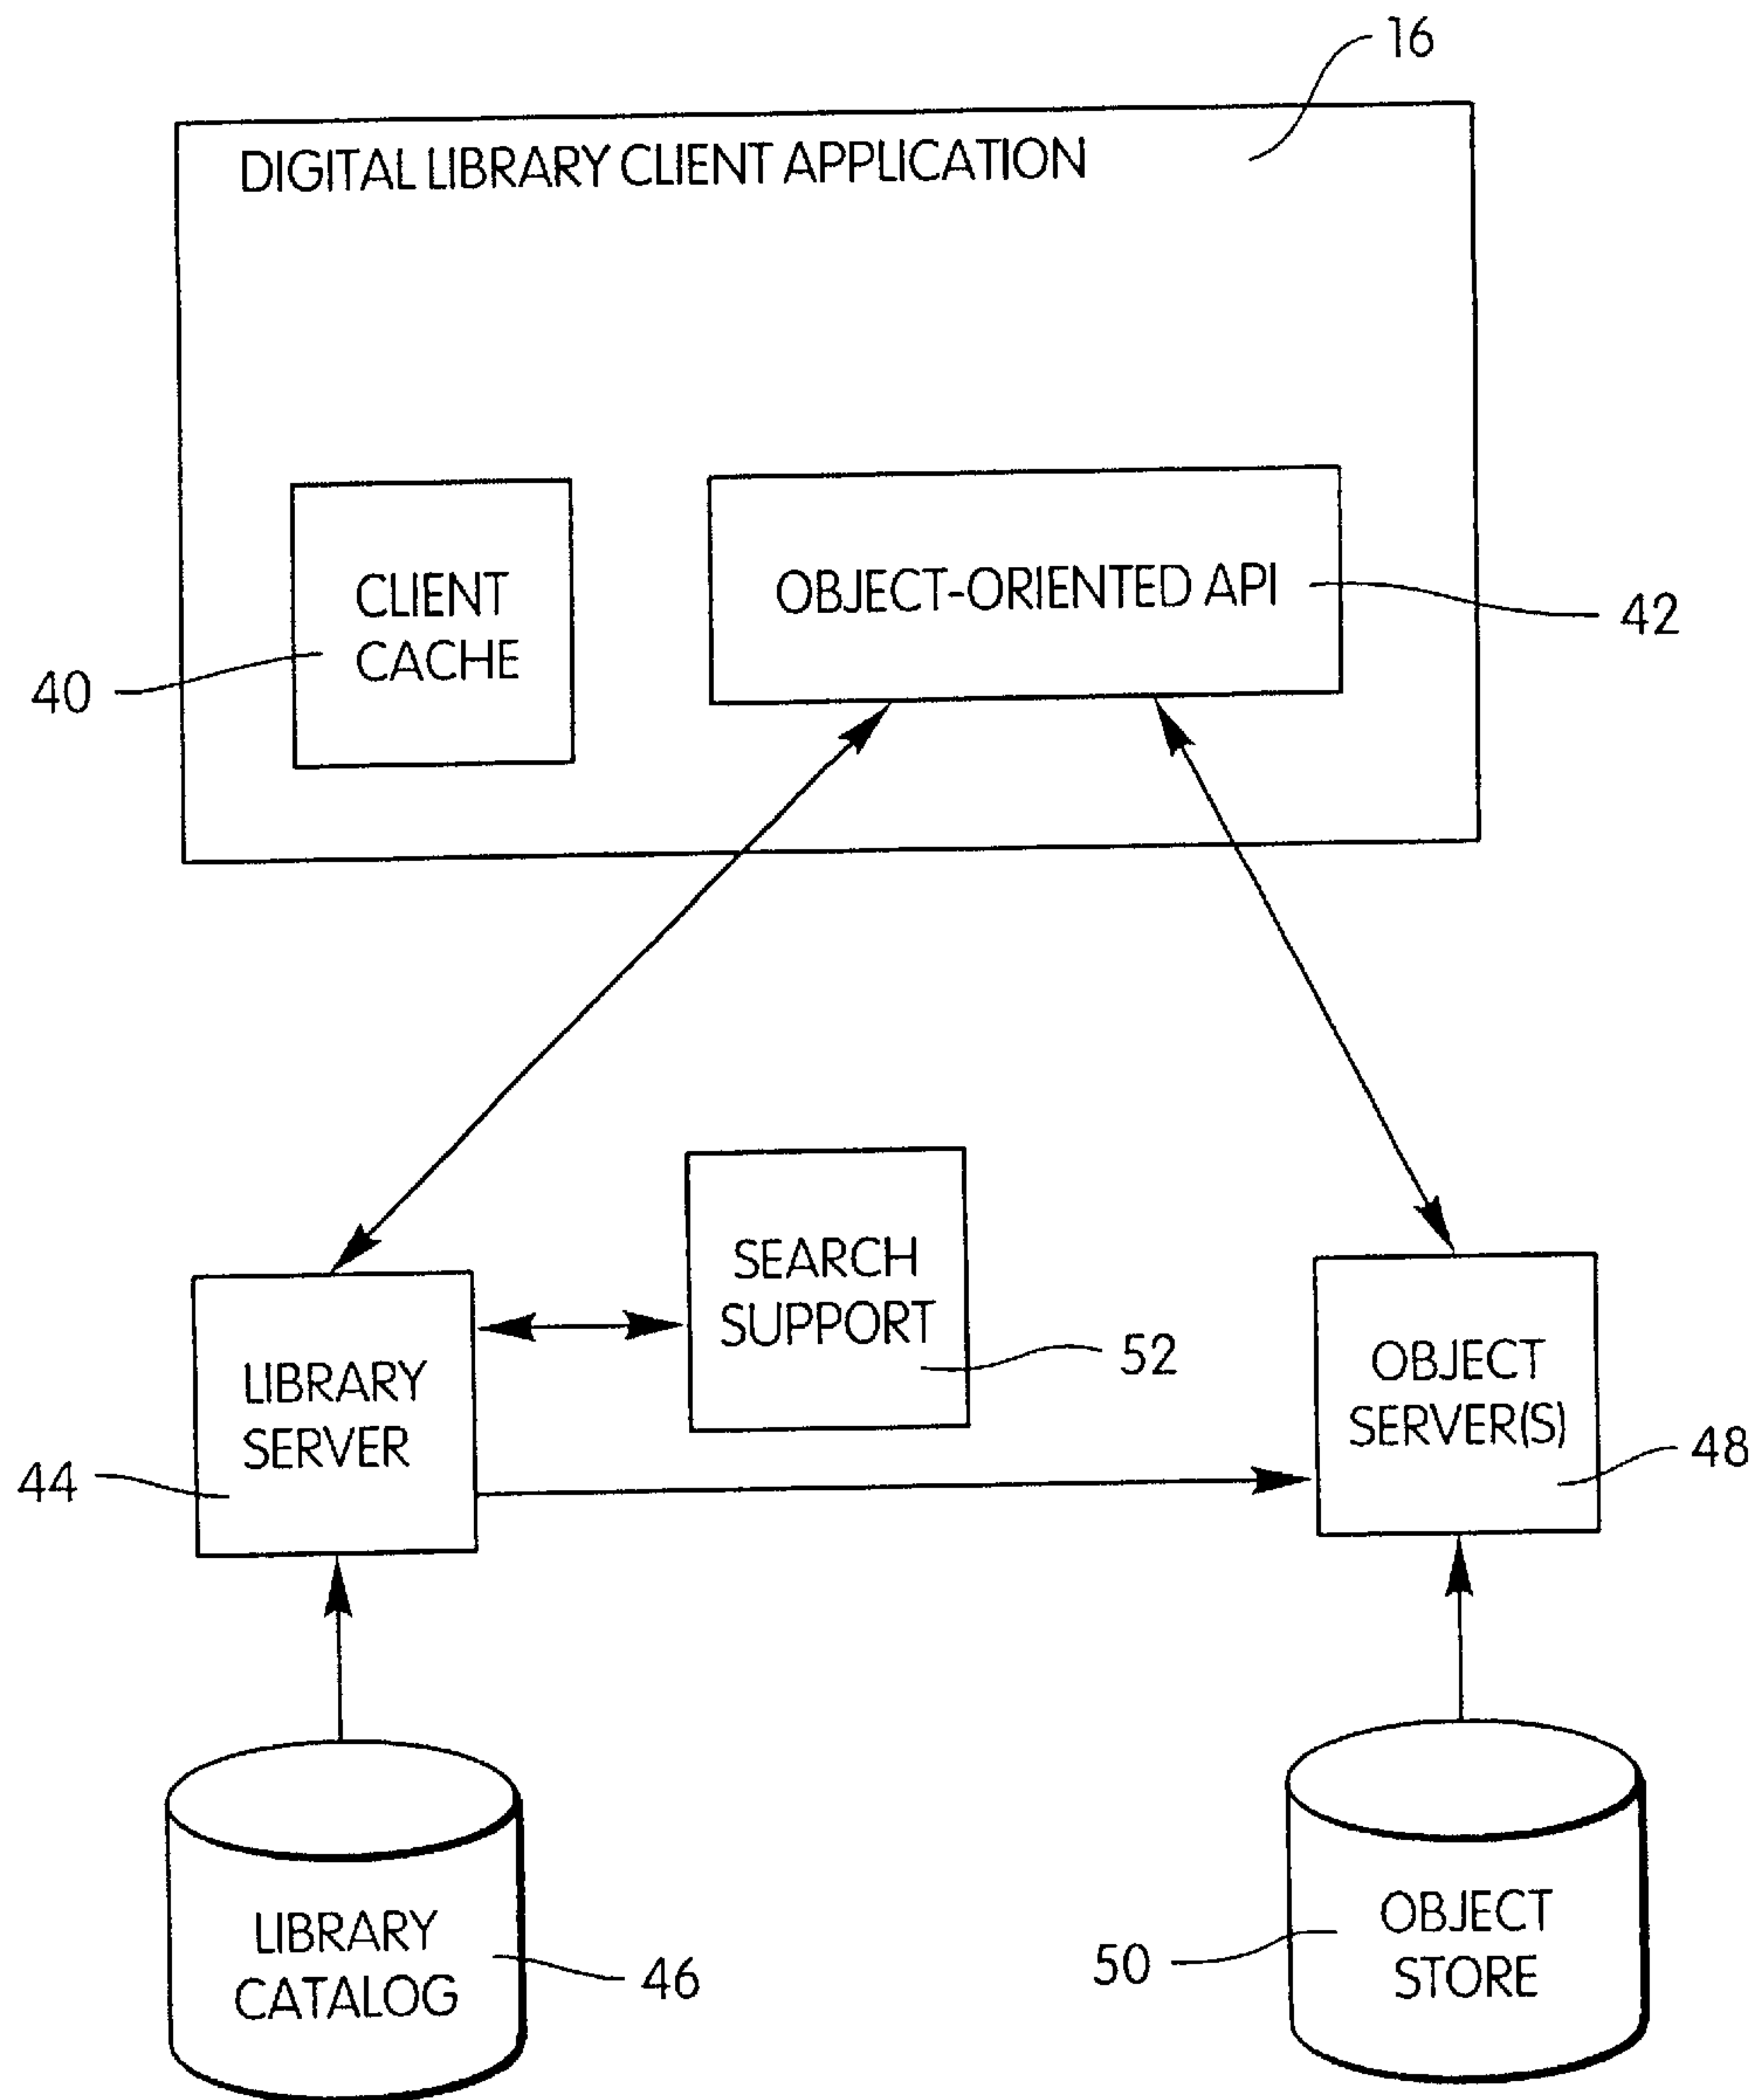 16
DIGITAL LIBRARY CLIENT APPLICATION
CLIENT
CACHE
40
OBJECT-ORIENTED API
42
SEARCH
SUPPORT
52
LIBRARY
SERVER
44
OBJECT
SERVER(S)
48
LIBRARY
CATALOG
46
OBJECT
STORE
50